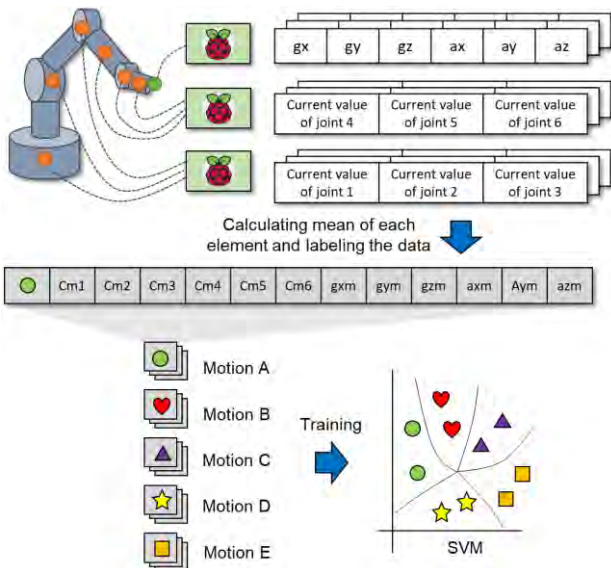 gx gy gz ax ay az
Current value of joint 4 Current value of joint 5 Current value of joint 6
Current value of joint 1 Current value of joint 2 Current value of joint 3
Calculating mean of each
element and labeling the data
Cm1 Cm2 Cm3 Cm4 Cm5 Cm6 gxm gym gzm axm Aym azm
Motion A
Motion B
Training
Motion C
Motion D
Motion E
SVM